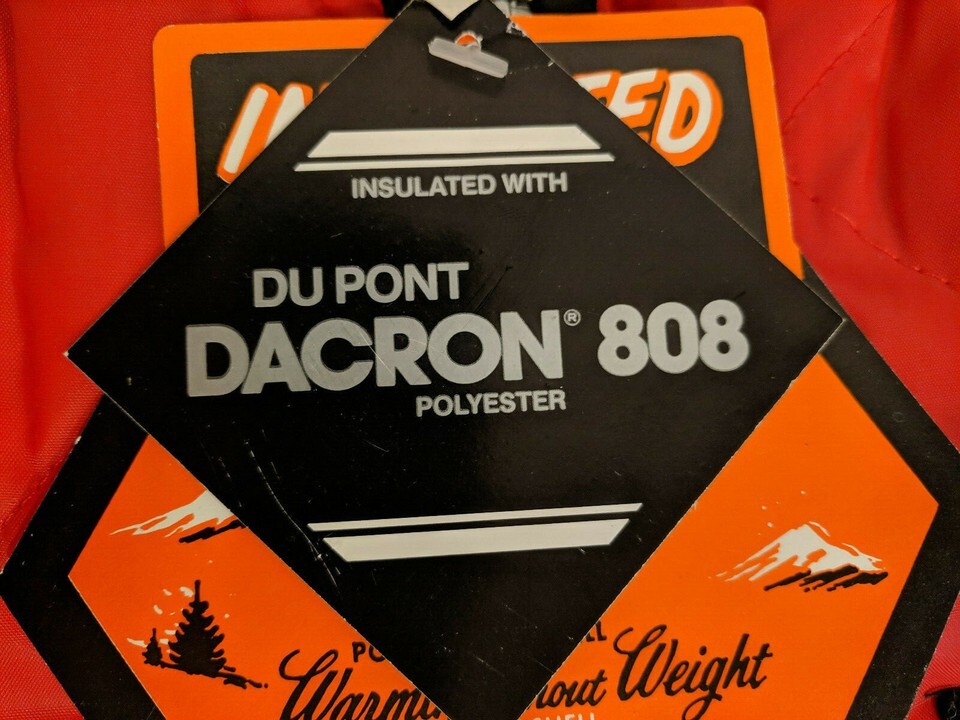 INSULATED WITH
DU PONT
DACRON® 808
POLYESTER
Weight